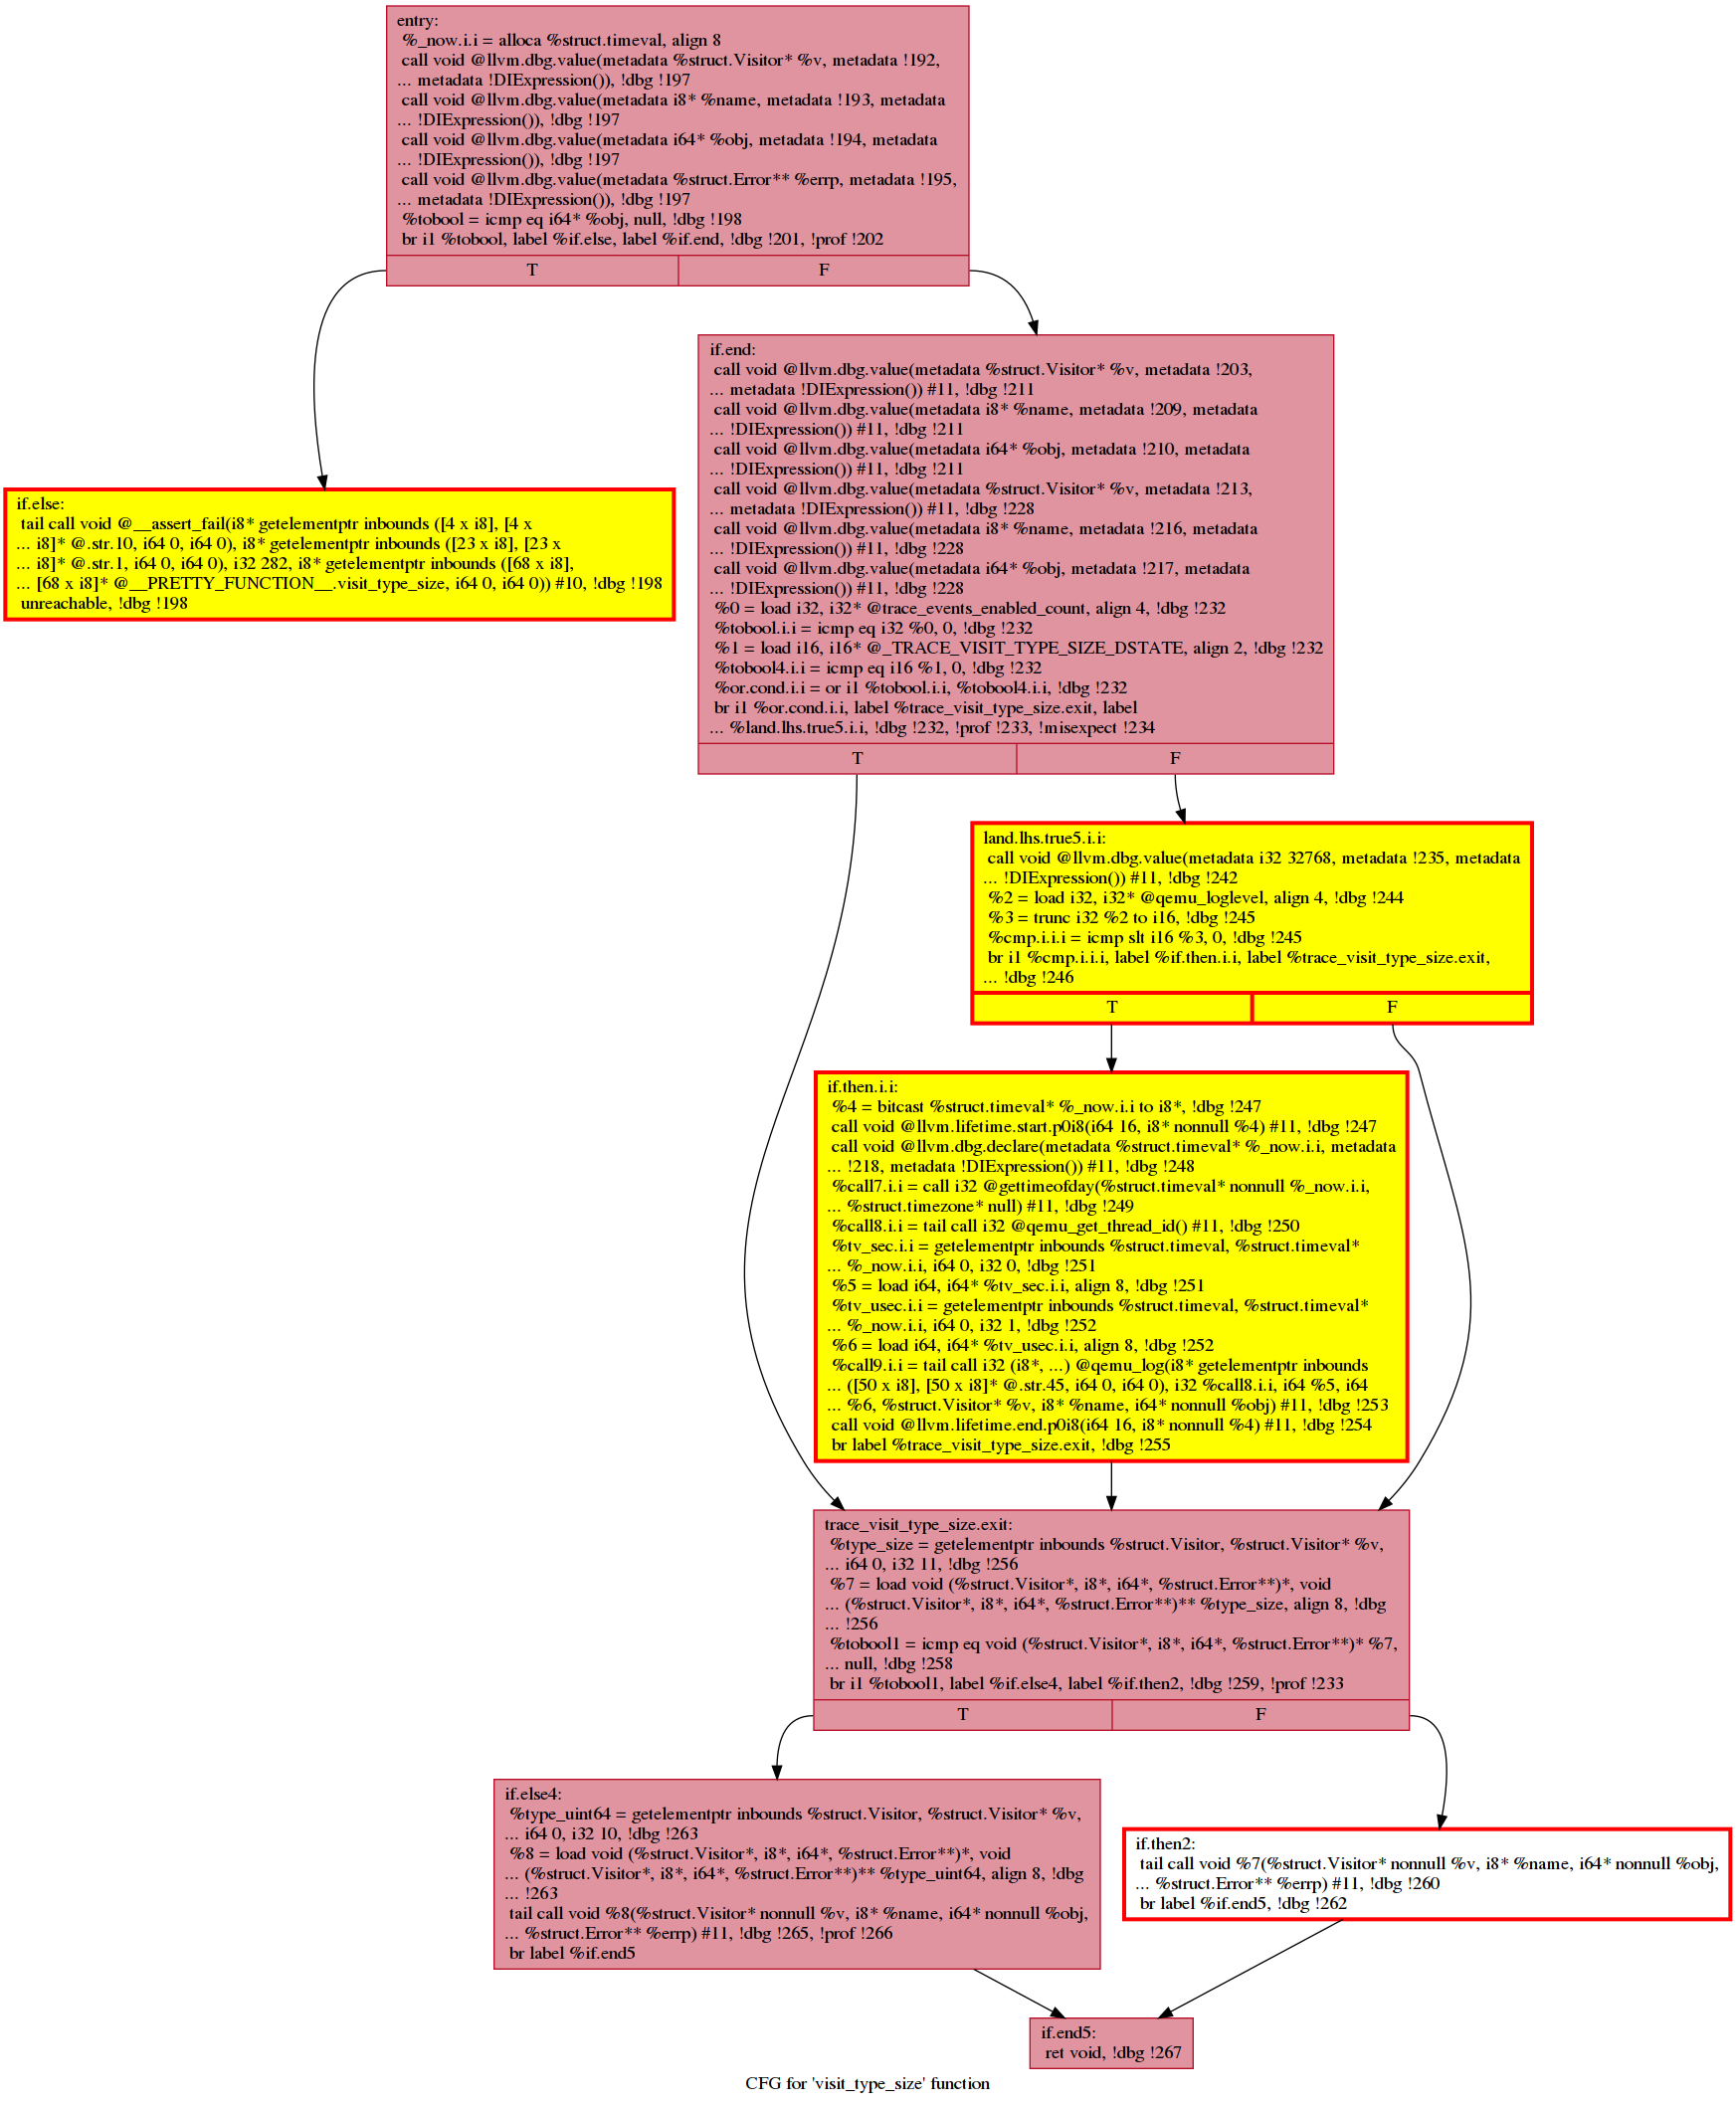 entry:
%_now.i.i = alloca %struct.timeval, align 8
call void @llvm.dbg.value(metadata %struct.Visitor* %v, metadata !192,
... metadata !DIExpression()), !dbg !197
call void @llvm.dbg.value(metadata i8* %name, metadata !193, metadata
... !DIExpression()), !dbg !197
call void @llvm.dbg.value(metadata i64* %obj, metadata !194, metadata
... !DIExpression()), !dbg !197
call void @llvm.dbg.value(metadata %struct.Error** %errp, metadata !195,
... metadata !DIExpression()), !dbg !197
%tobool = icmp eq i64* %obj, null, !dbg !198
br i1 %tobool, label %if.else, label %if.end, !dbg !201, !prof !202
T F
if.end:
call void @llvm.dbg.value(metadata %struct.Visitor* %v, metadata !203,
... metadata !DIExpression()) #11, !dbg !211
call void @llvm.dbg.value(metadata i8* %name, metadata !209, metadata
... !DIExpression()) #11, !dbg !211
call void @llvm.dbg.value(metadata i64* %obj, metadata !210, metadata
... !DIExpression()) #11, !dbg !211
call void @llvm.dbg.value(metadata %struct.Visitor* %v, metadata !213,
... metadata !DIExpression()) #11, !dbg !228
call void @llvm.dbg.value(metadata i8* %name, metadata !216, metadata
... !DIExpression()) #11, !dbg !228
call void @llvm.dbg.value(metadata i64* %obj, metadata !217, metadata
... !DIExpression()) #11, !dbg !228
%0 = load i32, i32* @trace_events_enabled_count, align 4, !dbg !232
%tobool.i.i = icmp eq i32 %0, 0, !dbg !232
%1 = load i16, i16* @_TRACE_VISIT_TYPE_SIZE_DSTATE, align 2, !dbg !232
%tobool4.i.i = icmp eq i16 %1, 0, !dbg !232
%or.cond.i.i = or i1 %tobool.i.i, %tobool4.i.i, !dbg !232
br i1 %or.cond.i.i, label %trace_visit_type_size.exit, label
... %land.lhs.true5.i.i, !dbg !232, !prof !233, !misexpect !234
T F
if.else:
tail call void @__assert_fail(i8* getelementptr inbounds ([4 x i8], [4 x
... i8]* @.str.10, i64 0, i64 0), i8* getelementptr inbounds ([23 x i8], [23 x
... i8]* @.str.1, i64 0, i64 0), i32 282, i8* getelementptr inbounds ([68 x i8],
... [68 x i8]* @__PRETTY_FUNCTION__.visit_type_size, i64 0, i64 0)) #10, !dbg !198
unreachable, !dbg !198
land.lhs.true5.i.i:
call void @llvm.dbg.value(metadata i32 32768, metadata !235, metadata
... !DIExpression()) #11, !dbg !242
%2 = load i32, i32* @qemu_loglevel, align 4, !dbg !244
%3 = trunc i32 %2 to i16, !dbg !245
%cmp.i.i.i = icmp slt i16 %3, 0, !dbg !245
br i1 %cmp.i.i.i, label %if.then.i.i, label %trace_visit_type_size.exit,
... !dbg !246
T F
if.then.i.i:
%4 = bitcast %struct.timeval* %_now.i.i to i8*, !dbg !247
call void @llvm.lifetime.start.p0i8(i64 16, i8* nonnull %4) #11, !dbg !247
call void @llvm.dbg.declare(metadata %struct.timeval* %_now.i.i, metadata
... !218, metadata !DIExpression()) #11, !dbg !248
%call7.i.i = call i32 @gettimeofday(%struct.timeval* nonnull %_now.i.i,
... %struct.timezone* null) #11, !dbg !249
%call8.i.i = tail call i32 @qemu_get_thread_id() #11, !dbg !250
%tv_sec.i.i = getelementptr inbounds %struct.timeval, %struct.timeval*
... %_now.i.i, i64 0, i32 0, !dbg !251
%5 = load i64, i64* %tv_sec.i.i, align 8, !dbg !251
%tv_usec.i.i = getelementptr inbounds %struct.timeval, %struct.timeval*
... %_now.i.i, i64 0, i32 1, !dbg !252
%6 = load i64, i64* %tv_usec.i.i, align 8, !dbg !252
%call9.i.i = tail call i32 (i8*, ...) @qemu_log(i8* getelementptr inbounds
... ([50 x i8], [50 x i8]* @.str.45, i64 0, i64 0), i32 %call8.i.i, i64 %5, i64
... %6, %struct.Visitor* %v, i8* %name, i64* nonnull %obj) #11, !dbg !253
call void @llvm.lifetime.end.p0i8(i64 16, i8* nonnull %4) #11, !dbg !254
br label %trace_visit_type_size.exit, !dbg !255
trace_visit_type_size.exit:
%type_size = getelementptr inbounds %struct.Visitor, %struct.Visitor* %v,
... i64 0, i32 11, !dbg !256
%7 = load void (%struct.Visitor*, i8*, i64*, %struct.Error**)*, void
... (%struct.Visitor*, i8*, i64*, %struct.Error**)** %type_size, align 8, !dbg
... !256
%tobool1 = icmp eq void (%struct.Visitor*, i8*, i64*, %struct.Error**)* %7,
... null, !dbg !258
br i1 %tobool1, label %if.else4, label %if.then2, !dbg !259, !prof !233
T F
if.else4:
%type_uint64 = getelementptr inbounds %struct.Visitor, %struct.Visitor* %v,
... i64 0, i32 10, !dbg !263
%8 = load void (%struct.Visitor*, i8*, i64*, %struct.Error**)*, void
... (%struct.Visitor*, i8*, i64*, %struct.Error**)** %type_uint64, align 8, !dbg
... !263
tail call void %8(%struct.Visitor* nonnull %v, i8* %name, i64* nonnull %obj,
... %struct.Error** %errp) #11, !dbg !265, !prof !266
br label %if.end5
if.then2:
tail call void %7(%struct.Visitor* nonnull %v, i8* %name, i64* nonnull %obj,
... %struct.Error** %errp) #11, !dbg !260
br label %if.end5, !dbg !262
if.end5:
ret void, !dbg !267
CFG for 'visit_type_size' function